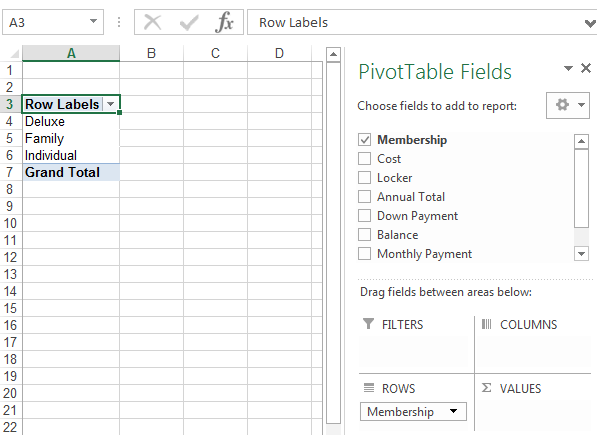 A3 fx Row Labels
A B C D
1
2
3 Row Labels
4 Deluxe
5 Family
6 Individual
7 Grand Total
8
9
10
11
12
13
14
15
16
17
18
19
20
21
22
PivotTable Fields
Choose fields to add to report:
Membership
Cost
Locker
Annual Total
Down Payment
Balance
Monthly Payment
Drag fields between areas below:
FILTERS
COLUMNS
ROWS
Σ VALUES
Membership